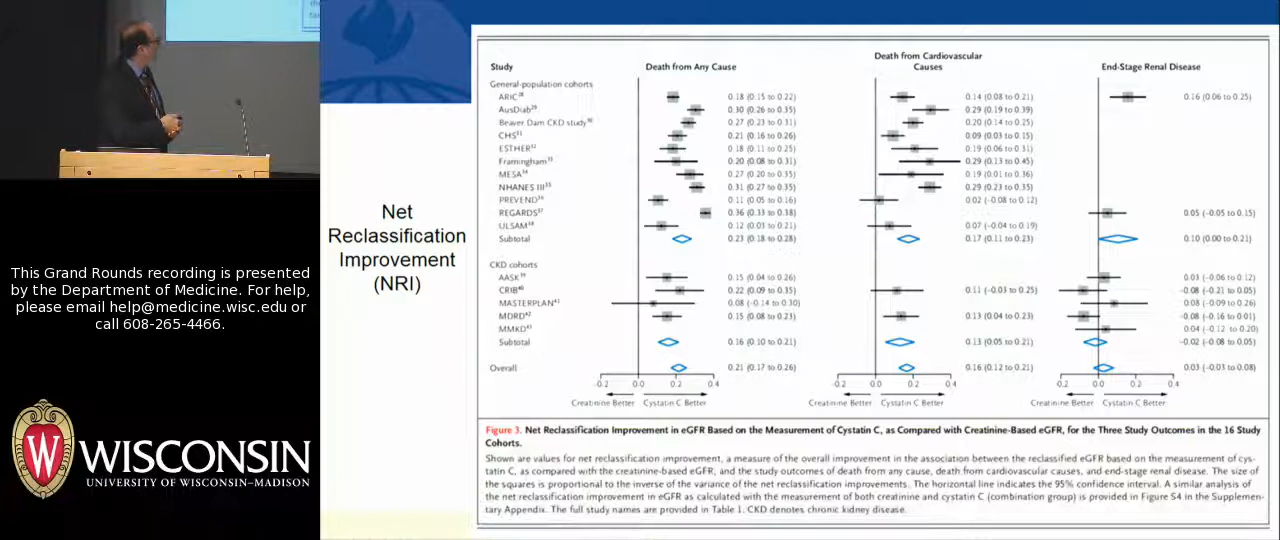 This Grand Rounds recording is presented
by the Department of Medicine. For help,
please email help@medicine.wisc.edu or
call 608-265-4466.
W
WISCONSIN
UNIVERSITY OF WISCONSIN–MADISON
Net
Reclassification
Improvement
(NRI)
Study Death from Any Cause Death from Cardiovascular Causes End-Stage Renal Disease
General-population cohorts
ARIC 0.18 (0.15 to 0.22) 0.14 (0.08 to 0.21) 0.16 (0.06 to 0.25)
AusDiab 0.30 (0.26 to 0.35) 0.29 (0.19 to 0.39)
Beaver Dam CKD study 0.27 (0.23 to 0.31) 0.20 (0.14 to 0.25)
CHS 0.21 (0.16 to 0.26) 0.09 (0.03 to 0.15)
ESTHER 0.18 (0.11 to 0.25) 0.19 (0.06 to 0.31)
Framingham 0.20 (0.08 to 0.31) 0.29 (0.13 to 0.45)
MESA 0.27 (0.20 to 0.35) 0.19 (0.01 to 0.36)
NHANES III 0.31 (0.27 to 0.35) 0.29 (0.23 to 0.35)
PREVEND 0.11 (0.05 to 0.16) 0.02 (-0.08 to 0.12)
REGARDS 0.36 (0.33 to 0.38) 0.05 (-0.05 to 0.15)
ULSAM 0.12 (0.03 to 0.21) 0.07 (-0.04 to 0.19)
Subtotal 0.23 (0.18 to 0.28) 0.17 (0.11 to 0.23) 0.10 (0.00 to 0.21)
CKD cohorts
AASK 0.15 (0.04 to 0.26) 0.03 (-0.06 to 0.12)
CRIB 0.22 (0.09 to 0.35) 0.11 (-0.03 to 0.25) -0.08 (-0.21 to 0.05)
MASTERPLAN 0.08 (-0.14 to 0.30) 0.08 (-0.09 to 0.26)
MDRD 0.15 (0.08 to 0.23) 0.13 (0.04 to 0.23) -0.08 (-0.16 to 0.01)
MMKD 0.04 (-0.12 to 0.20)
Subtotal 0.16 (0.10 to 0.21) 0.13 (0.05 to 0.21) -0.02 (-0.08 to 0.05)
Overall 0.21 (0.17 to 0.26) 0.16 (0.12 to 0.21) 0.03 (-0.03 to 0.08)
-0.2 0.0 0.2 0.4 -0.2 0.0 0.2 0.4 -0.2 0.0 0.2 0.4
Creatinine Better Cystatin C Better Creatinine Better Cystatin C Better Creatinine Better Cystatin C Better
Figure 3. Net Reclassification Improvement in eGFR Based on the Measurement of Cystatin C, as Compared with Creatinine-Based eGFR, for the Three Study Outcomes in the 16 Study
Cohorts.
Shown are values for net reclassification improvement, a measure of the overall improvement in the association between the reclassified eGFR based on the measurement of cys-
tatin C, as compared with the creatinine-based eGFR, and the study outcomes of death from any cause, death from cardiovascular causes, and end-stage renal disease. The size of
the squares is proportional to the inverse of the variance of the net reclassification improvements. The horizontal line indicates the 95% confidence interval. A similar analysis of
the net reclassification improvement in eGFR as calculated with the measurement of both creatinine and cystatin C (combination group) is provided in Figure S4 in the Supplemen-
tary Appendix. The full study names are provided in Table 1. CKD denotes chronic kidney disease.